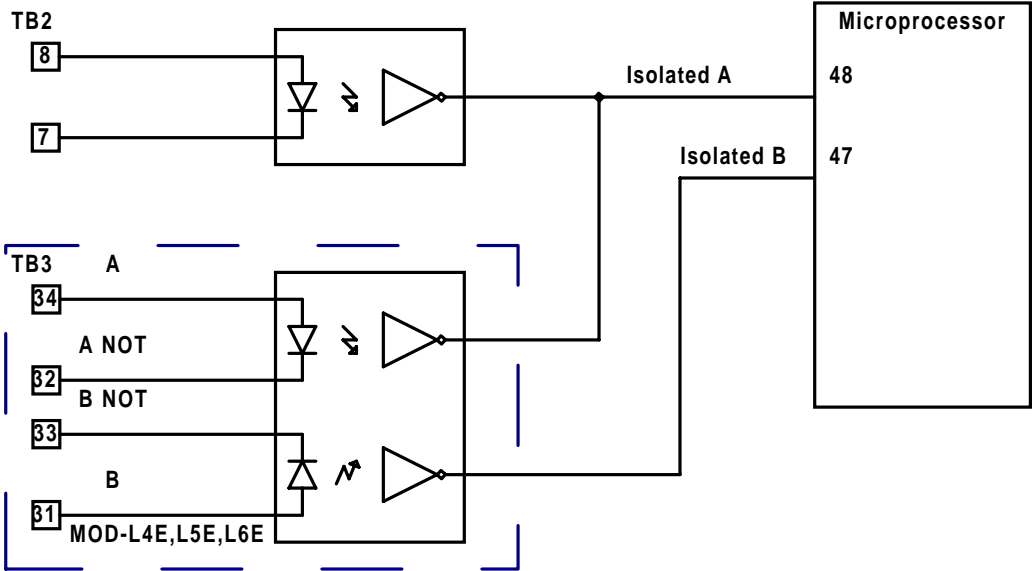 TB2
Microprocessor
8
Isolated A
48
7
Isolated B
47
TB3 A
34
A NOT
32
B NOT
33
B
31
MOD-L4E,L5E,L6E